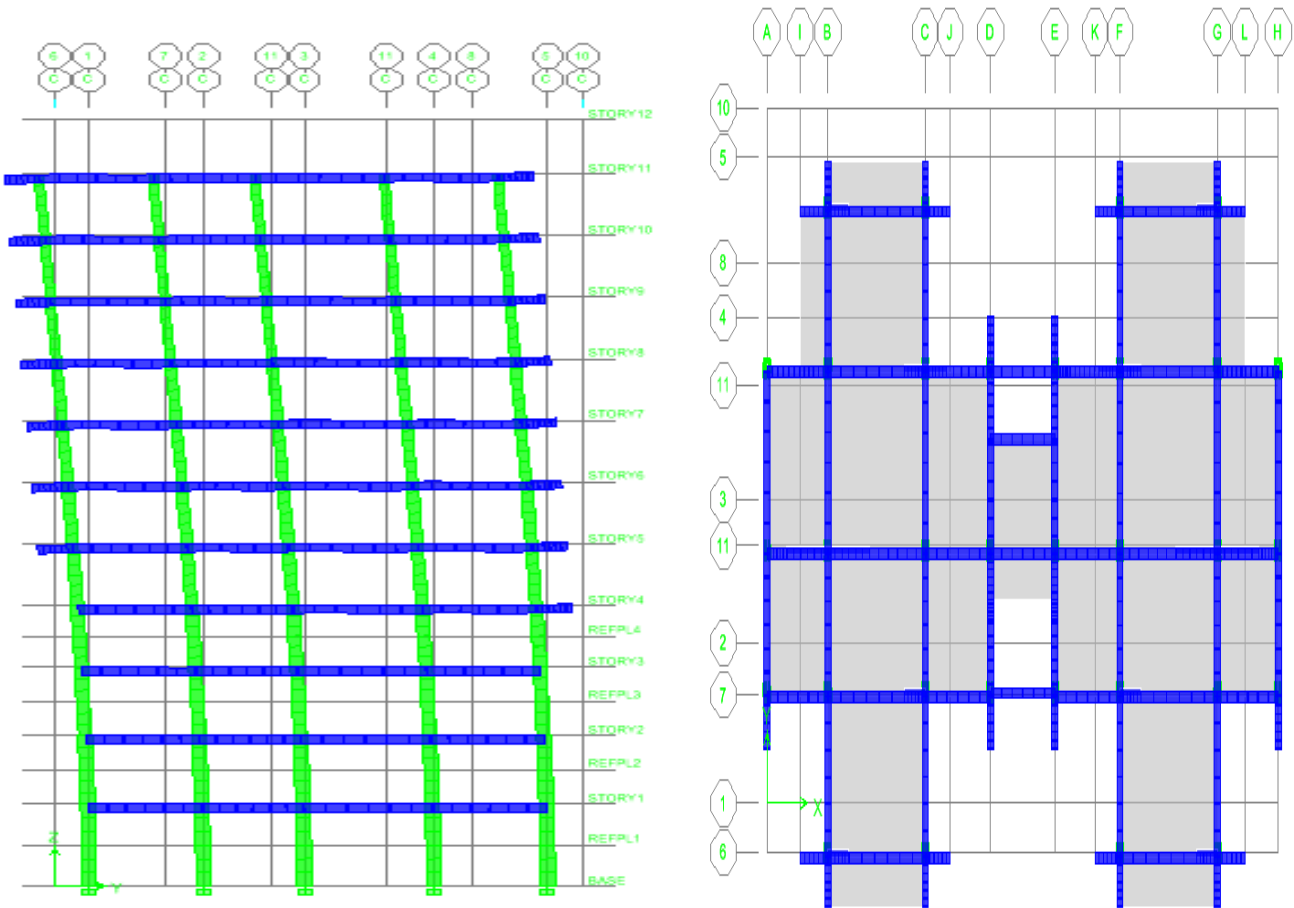 6 1 7 2 11 3 11 4 8 5 10
C C C C C C C C C C C
STORY12
STORY11
STORY10
STORY9
STORY8
STORY7
STORY6
STORY5
STORY4
REFPL4
STORY3
REFPL3
STORY2
REFPL2
STORY1
REFPL1
BASE
Z
Y
A I B C J D E K F G L H
10
5
8
4
11
3
11
2
7
1
6
Y
X